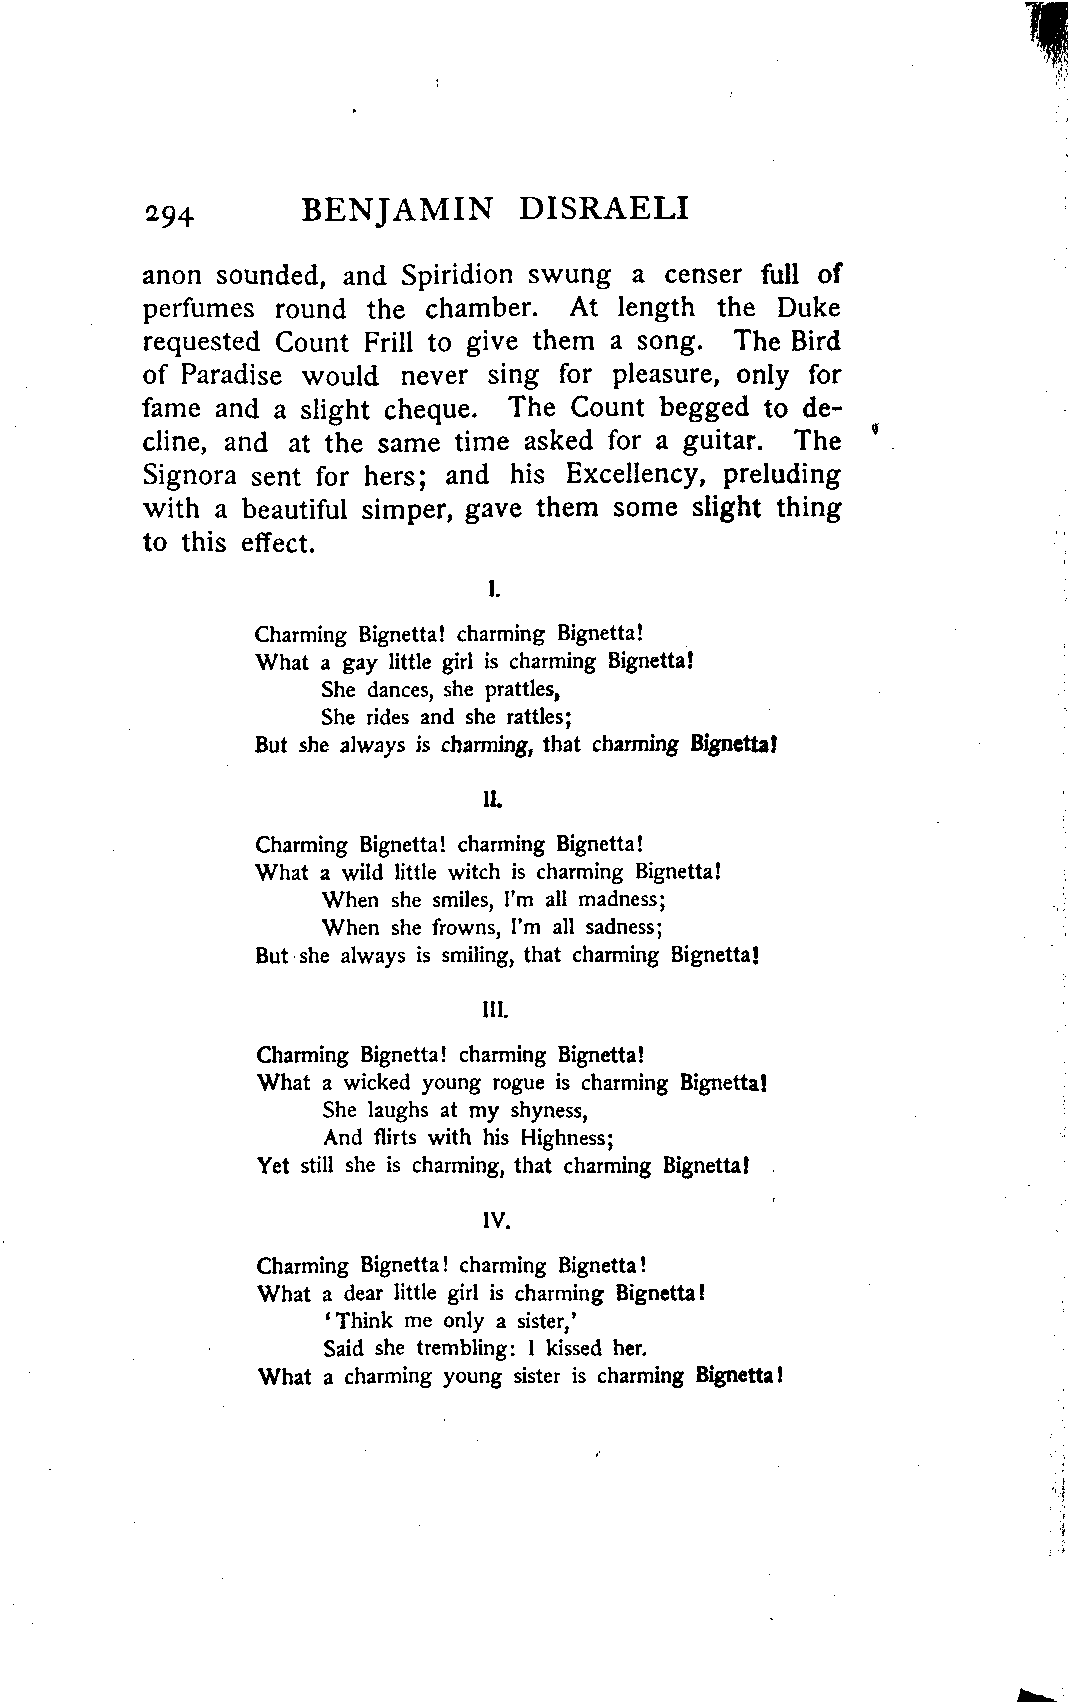 294 BENJAMIN DISRAELI
anon sounded, and Spiridion swung a censer full of
perfumes round the chamber. At length the Duke
requested Count Frill to give them a song. The Bird
of Paradise would never sing for pleasure, only for
fame and a slight cheque. The Count begged to de-
cline, and at the same time asked for a guitar. The
Signora sent for hers; and his Excellency, preluding
with a beautiful simper, gave them some slight thing
to this effect.
I.
Charming Bignetta! charming Bignetta!
What a gay little girl is charming Bignetta!
She dances, she prattles,
She rides and she rattles;
But she always is charming, that charming Bignetta!
II.
Charming Bignetta! charming Bignetta!
What a wild little witch is charming Bignetta!
When she smiles, I'm all madness;
When she frowns, I'm all sadness;
But she always is smiling, that charming Bignetta!
III.
Charming Bignetta! charming Bignetta!
What a wicked young rogue is charming Bignetta!
She laughs at my shyness,
And flirts with his Highness;
Yet still she is charming, that charming Bignetta!
IV.
Charming Bignetta! charming Bignetta!
What a dear little girl is charming Bignetta!
'Think me only a sister,'
Said she trembling: I kissed her.
What a charming young sister is charming Bignetta!